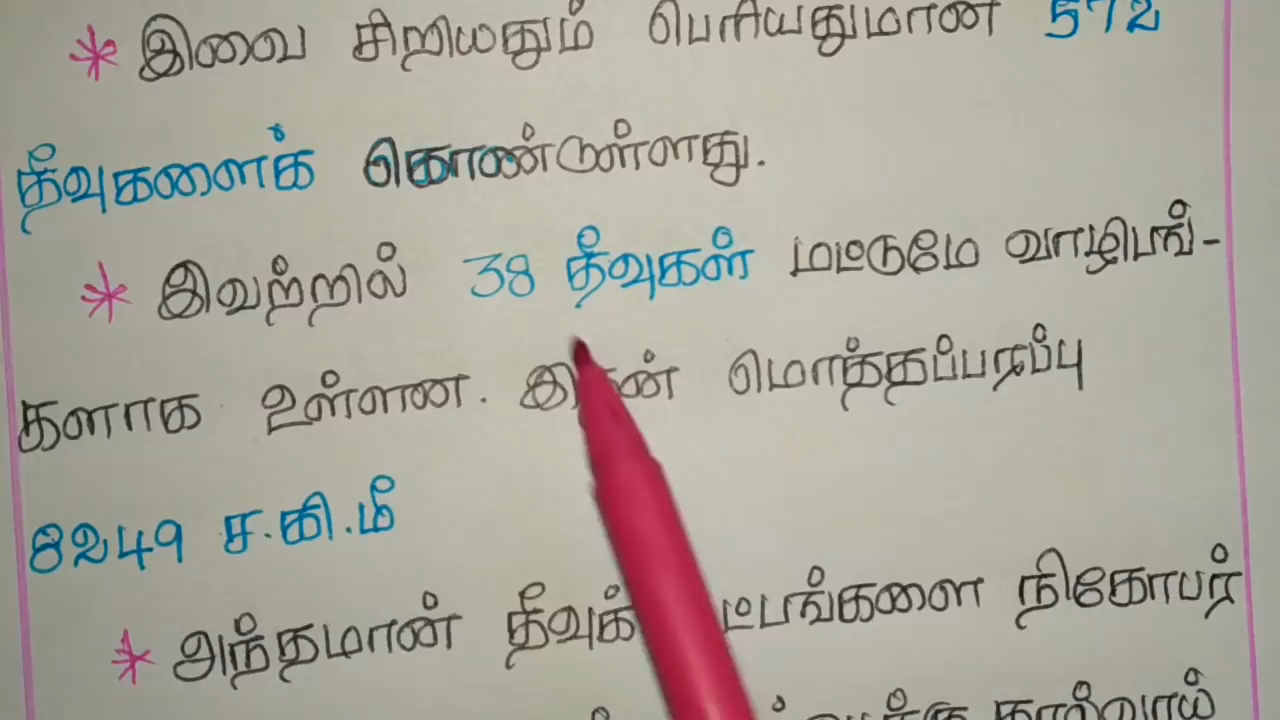 * இவை சிறியதும் பெரியதுமான 572
தீவுகளைக் கொண்டுள்ளது.
* இவற்றில் 38 தீவுகள் மட்டுமே வாழிடங்-
களாக உள்ளன. மொத்தப்பரப்பு
8249 ச.கி.மீ
* அந்தமான் நிகோபர்
கால்வாய்